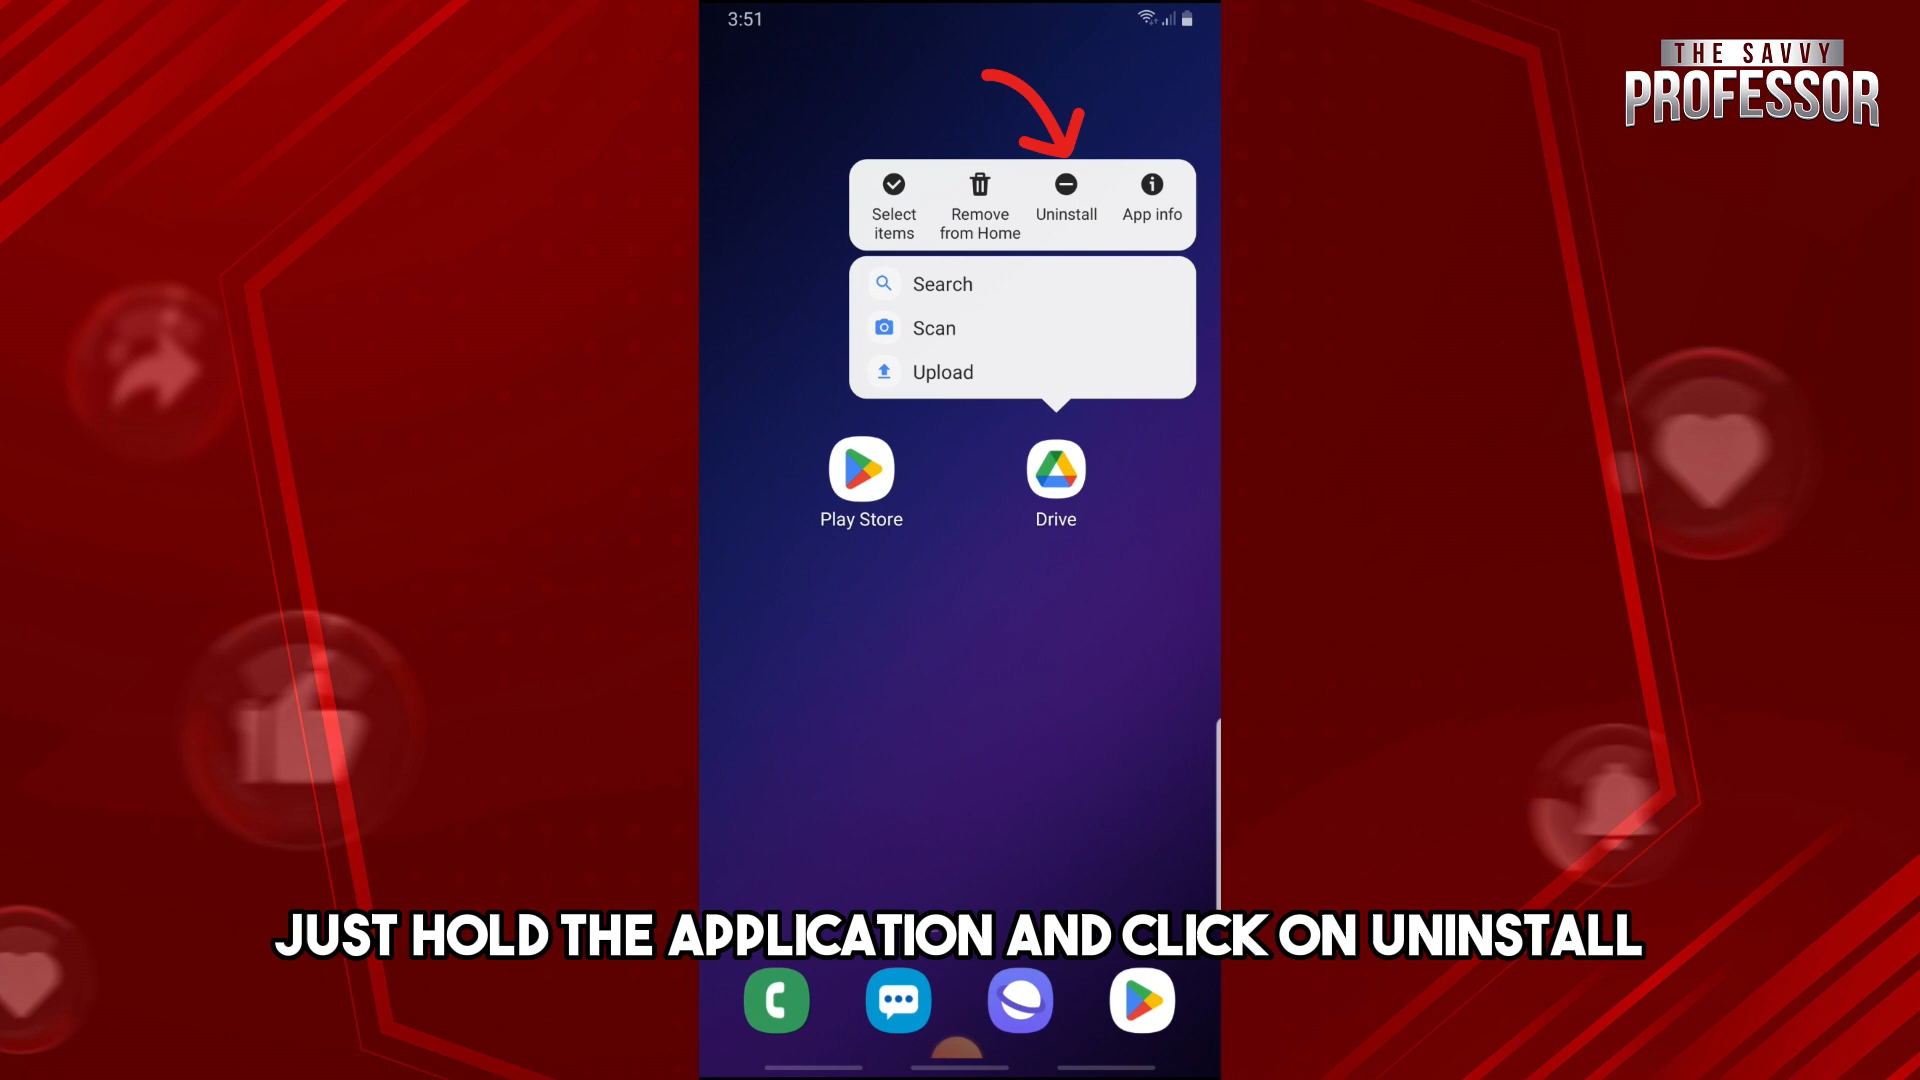 3:51
THE SAVVY
PROFESSOR
Select
items
Remove
from Home
Uninstall
App info
Search
Scan
Upload
Play Store
Drive
JUST HOLD THE APPLICATION AND CLICK ON UNINSTALL